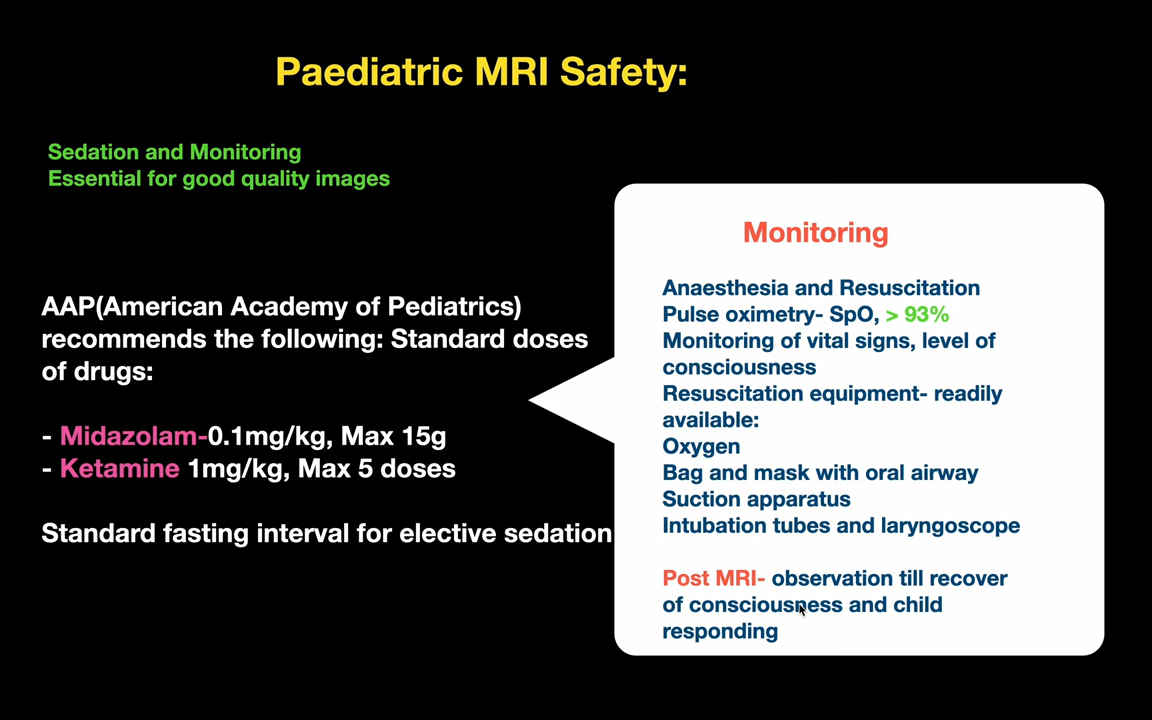 Paediatric MRI Safety:
Sedation and Monitoring
Essential for good quality images
AAP(American Academy of Pediatrics)
recommends the following: Standard doses
of drugs:
- Midazolam-0.1mg/kg, Max 15g
- Ketamine 1mg/kg, Max 5 doses
Standard fasting interval for elective sedation
Monitoring
Anaesthesia and Resuscitation
Pulse oximetry- SpO, > 93%
Monitoring of vital signs, level of
consciousness
Resuscitation equipment- readily
available:
Oxygen
Bag and mask with oral airway
Suction apparatus
Intubation tubes and laryngoscope
Post MRI- observation till recover
of consciousness and child
responding